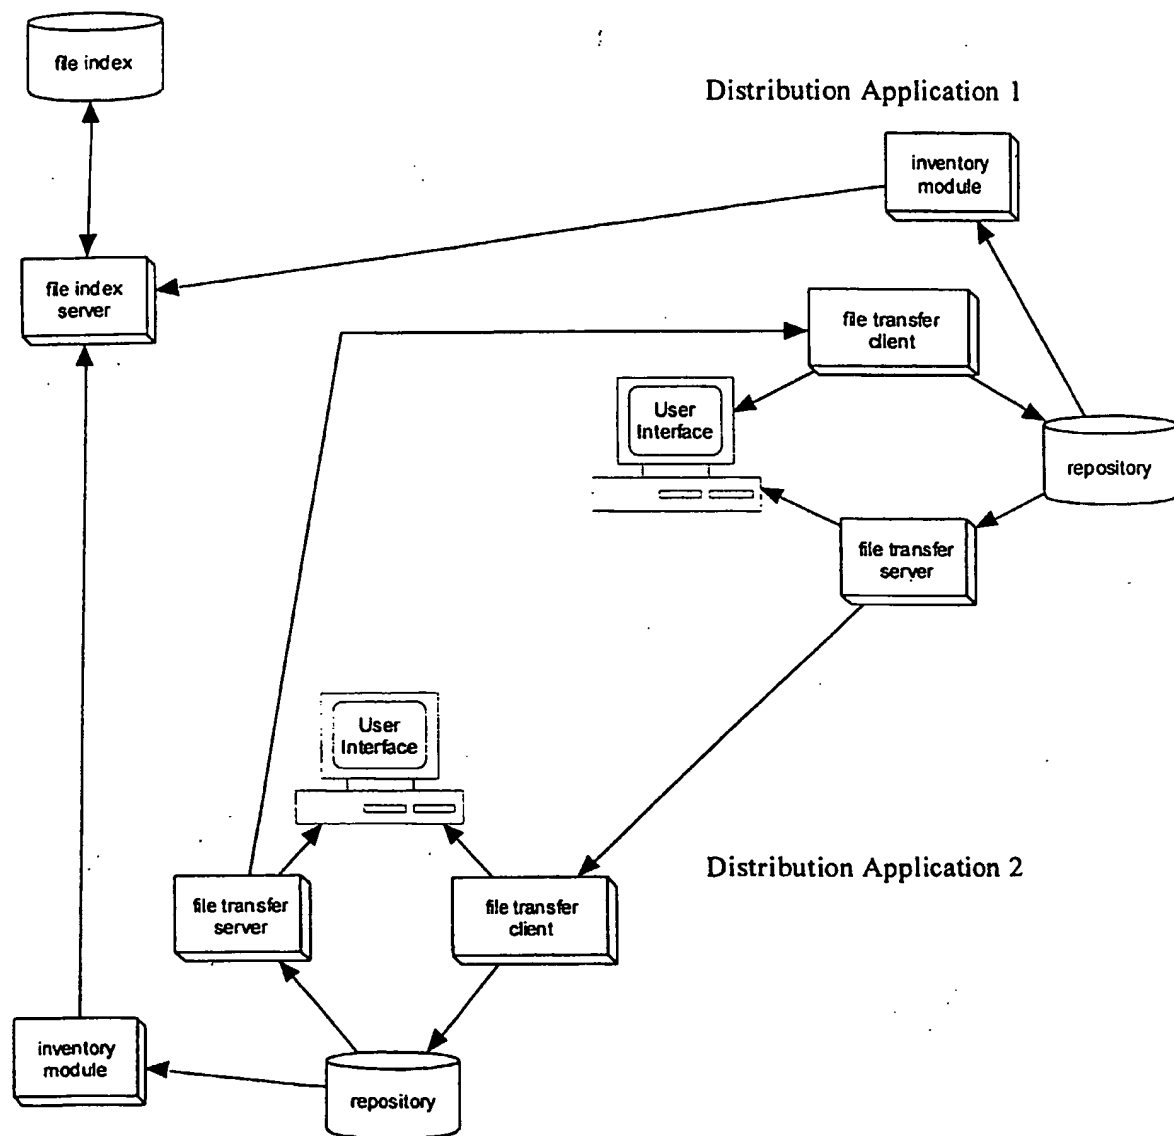 file index
Distribution Application 1
inventory
module
file index
server
file transfer
client
User
Interface
repository
file transfer
server
User
Interface
Distribution Application 2
file transfer
server
file transfer
client
inventory
module
repository